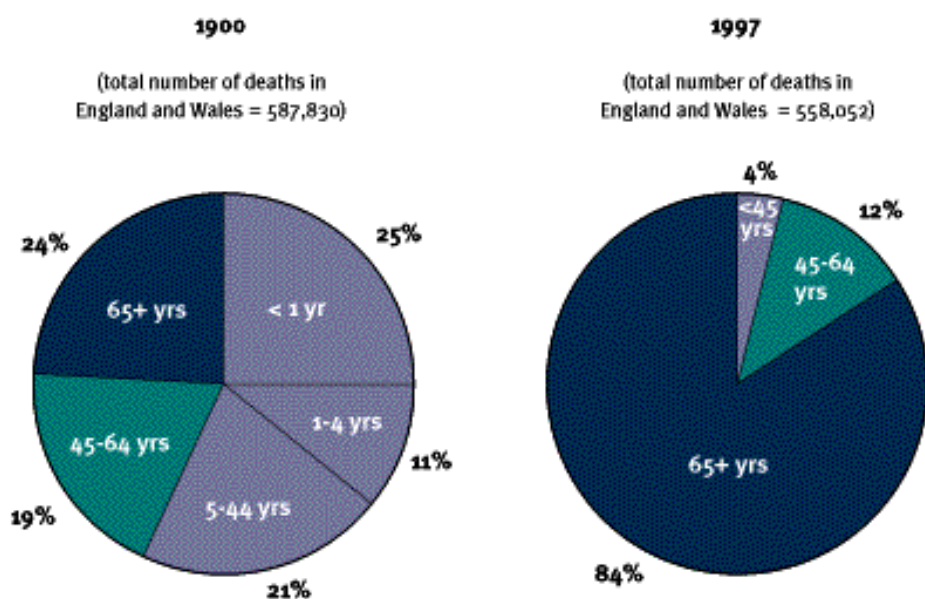 1900
(total number of deaths in
England and Wales = 587,830)
24%
25%
65+ yrs
< 1 yr
1-4 yrs
45-64 yrs
11%
5-44 yrs
19%
21%
1997
(total number of deaths in
England and Wales = 558,052)
4%
<45
yrs
12%
45-64
yrs
65+ yrs
84%